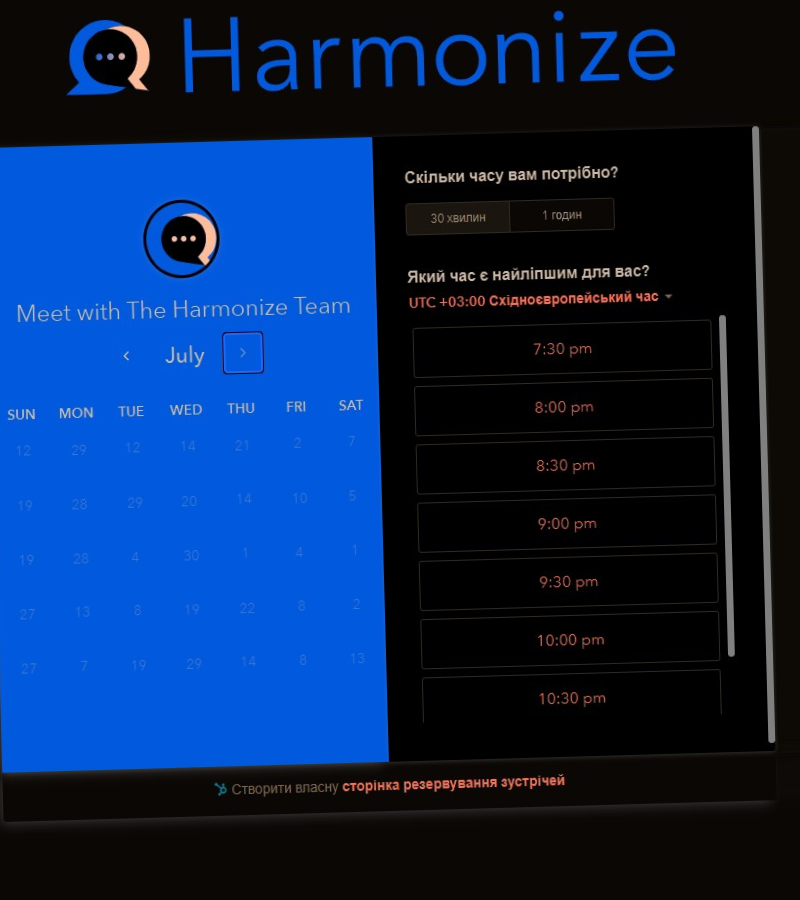 Harmonize
Meet with The Harmonize Team
July
SUN MON TUE WED THU FRI SAT
12 29 12 14 21 2 7
19 28 29 20 14 10 5
19 28 4 30 1 4 1
27 13 8 19 22 8 2
27 7 19 29 14 8 13
Скільки часу вам потрібно?
30 хвилин 1 годин
Який час є найліпшим для вас?
UTC +03:00 Східноєвропейський час
7:30 pm
8:00 pm
8:30 pm
9:00 pm
9:30 pm
10:00 pm
10:30 pm
Створити власну сторінка резервування зустрічей